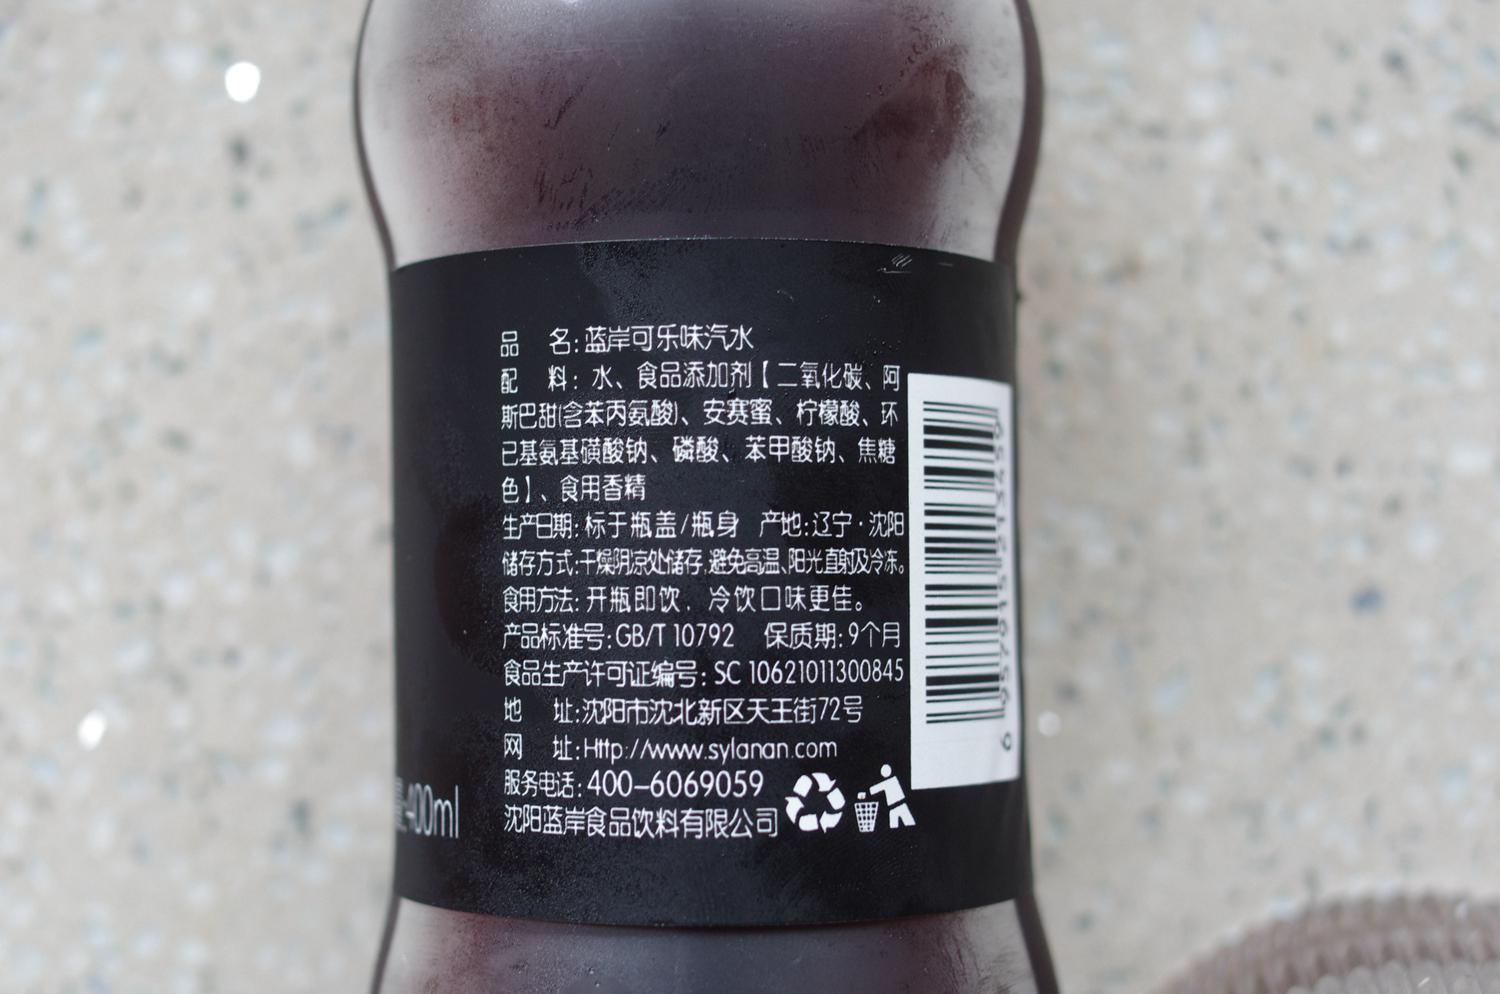 品 名:蓝岸可乐味汽水
配 料: 水、食品添加剂【二氧化碳、阿
斯巴甜(含苯丙氨酸)、安赛蜜、柠檬酸、环
已基氨基磺酸钠、磷酸、苯甲酸钠、焦糖
色】、食用香精
生产日期:标于瓶盖/瓶身 产地:辽宁·沈阳
储存方式:干燥阴凉处储存,避免高温、阳光直射及冷冻。
食用方法: 开瓶即饮, 冷饮口味更佳。
产品标准号:GB/T 10792 保质期:9个月
食品生产许可证编号: SC 10621011300845
地 址:沈阳市沈北新区天王街72号
网 址:Http://www.sylanan.com
服务电话:400-6069059
沈阳蓝岸食品饮料有限公司
400ml